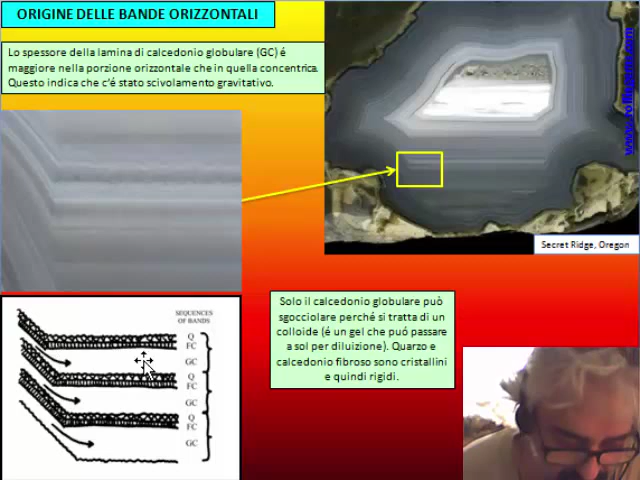 ORIGINE DELLE BANDE ORIZZONTALI
Lo spessore della lamina di calcedonio globulare (GC) é
maggiore nella porzione orizzontale che in quella concentrica.
Questo indica che c'é stato scivolamento gravitativo.
Secret Ridge, Oregon
Solo il calcedonio globulare può
sgocciolare perché si tratta di un
colloide (é un gel che puó passare
a sol per diluizione). Quarzo e
calcedonio fibroso sono cristallini
e quindi rigidi.
SEQUENCES
OF BANDS
Q
FC
GC
Q
FC
GC
Q
FC
GC